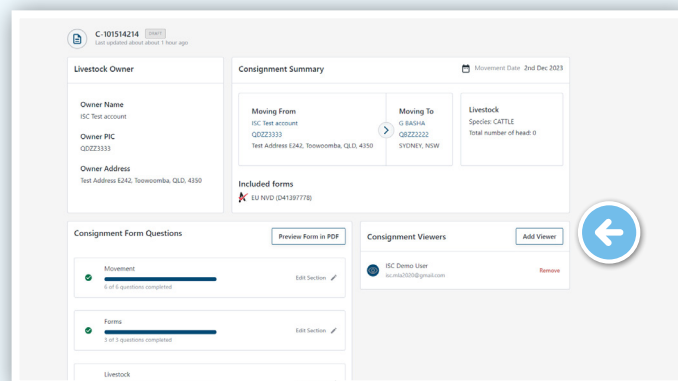 C-101514214 DRAFT
Last updated about about 1 hour ago
Livestock Owner
Owner Name
ISC Test account
Owner PIC
QDZZ3333
Owner Address
Test Address E242, Toowoomba, QLD, 4350
Consignment Summary
Movement Date 2nd Dec 2023
Moving From
ISC Test account
QDZZ3333
Test Address E242, Toowoomba, QLD, 4350
Moving To
G BASHA
QBZZ2222
SYDNEY, NSW
Livestock
Species: CATTLE
Total number of head: 0
Included forms
EU NVD (D41397778)
Consignment Form Questions
Preview Form in PDF
Movement
6 of 6 questions completed
Edit Section
Forms
3 of 3 questions completed
Edit Section
Livestock
Consignment Viewers
Add Viewer
ISC Demo User
Remove